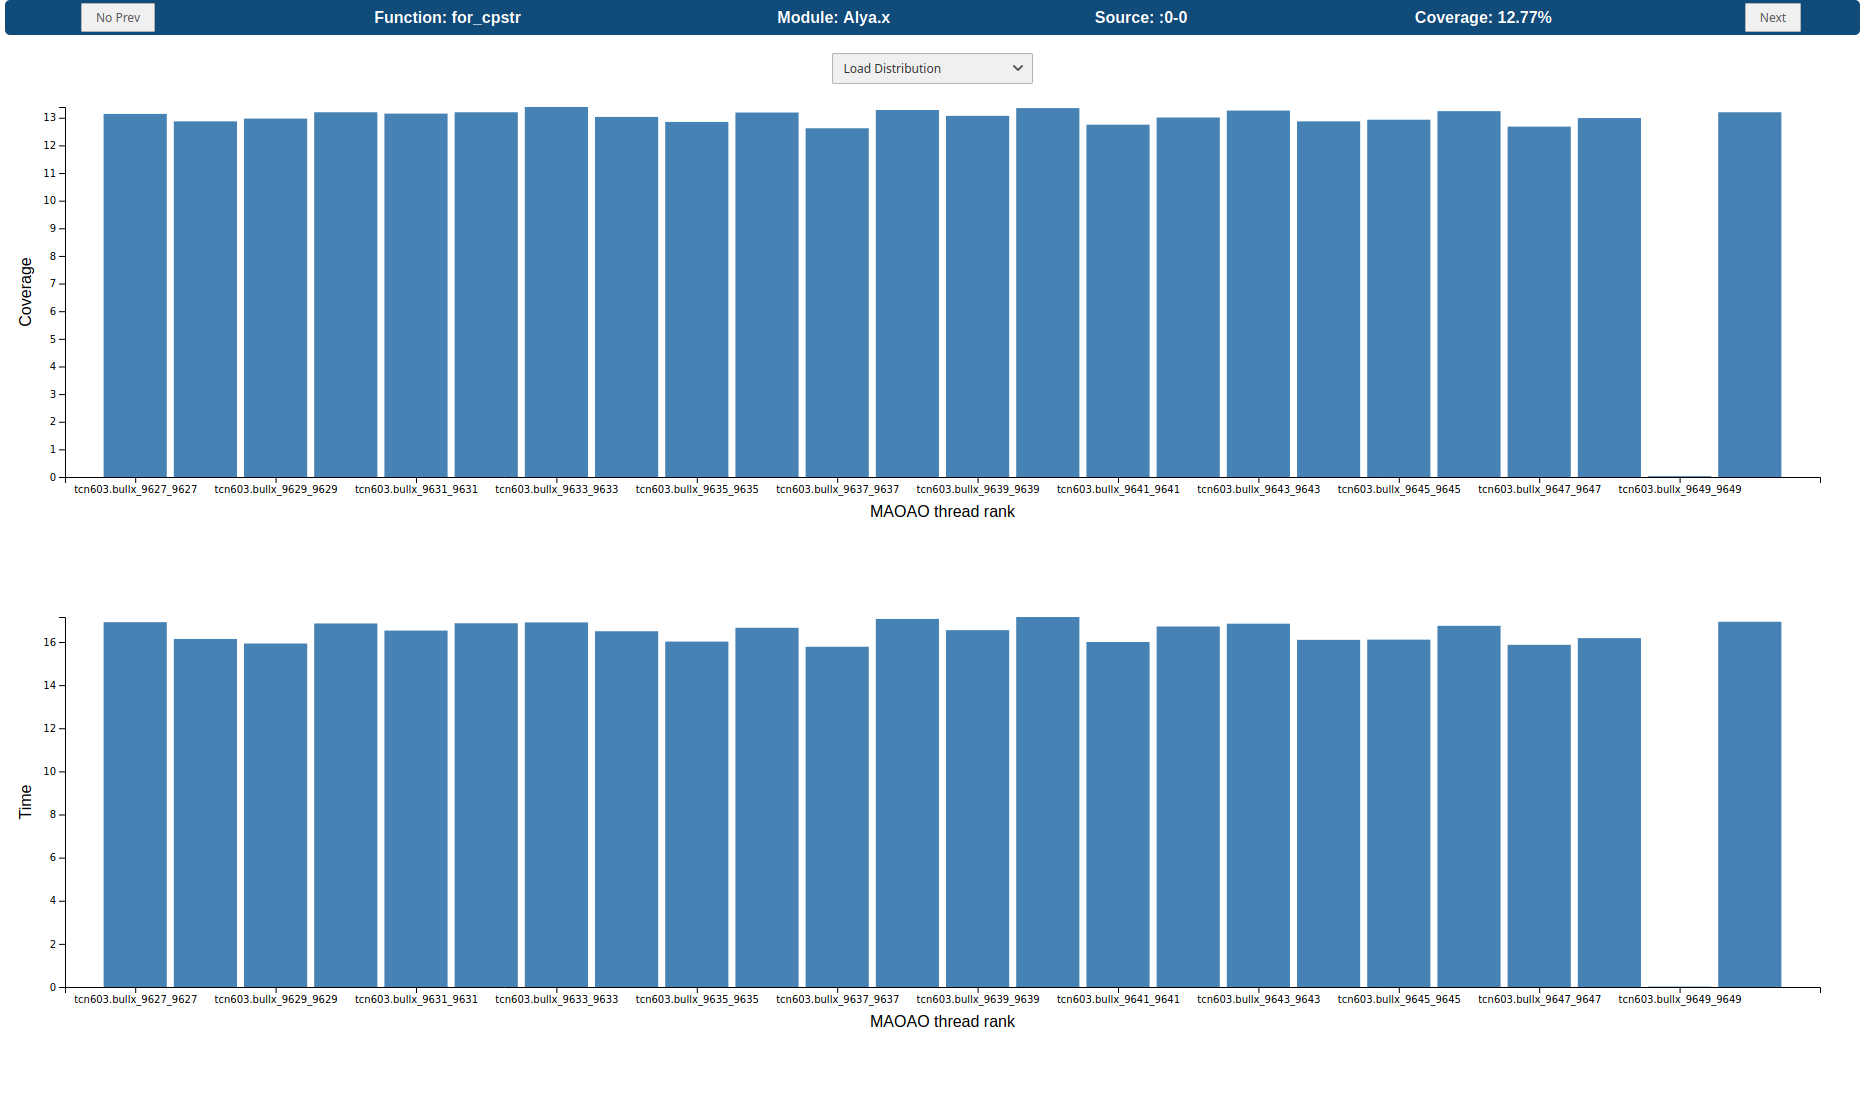 No Prev Function: for_cpstr Module: Alya.x Source: :0-0 Coverage: 12.77% Next
Load Distribution
13
12
11
10
9
8
7
6
5
4
3
2
1
0
Coverage
tcn603.bullx_9627_9627 tcn603.bullx_9629_9629 tcn603.bullx_9631_9631 tcn603.bullx_9633_9633 tcn603.bullx_9635_9635 tcn603.bullx_9637_9637 tcn603.bullx_9639_9639 tcn603.bullx_9641_9641 tcn603.bullx_9643_9643 tcn603.bullx_9645_9645 tcn603.bullx_9647_9647 tcn603.bullx_9649_9649
MAOAO thread rank
16
14
12
10
8
6
4
2
0
Time
tcn603.bullx_9627_9627 tcn603.bullx_9629_9629 tcn603.bullx_9631_9631 tcn603.bullx_9633_9633 tcn603.bullx_9635_9635 tcn603.bullx_9637_9637 tcn603.bullx_9639_9639 tcn603.bullx_9641_9641 tcn603.bullx_9643_9643 tcn603.bullx_9645_9645 tcn603.bullx_9647_9647 tcn603.bullx_9649_9649
MAOAO thread rank